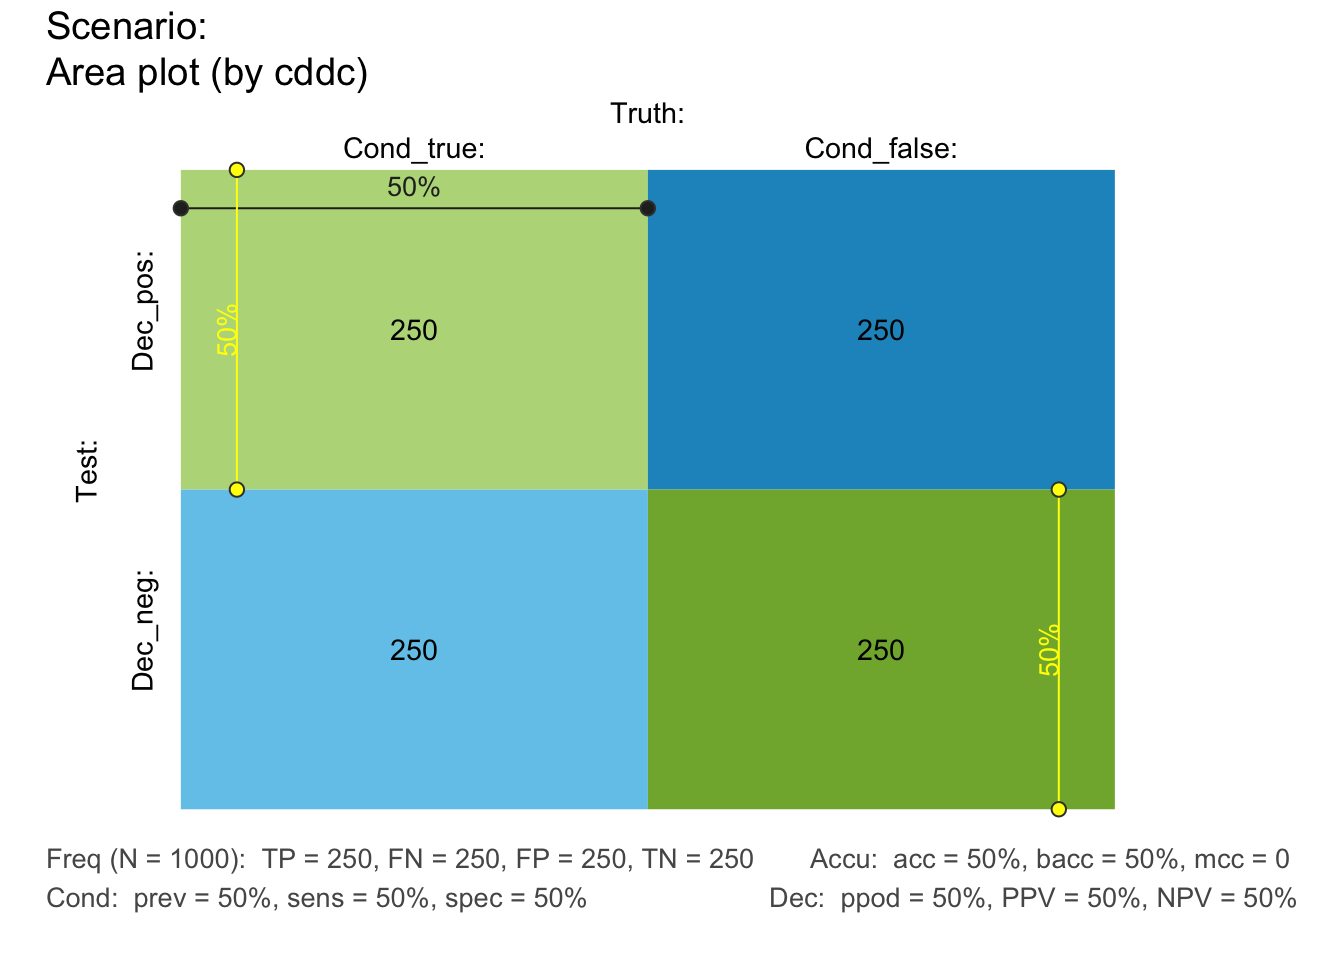 Scenario:
Area plot (by cddc)
Truth:
Cond_true:
Cond_false:
50%
Dec_pos:
50%
250
250
Test:
Dec_neg:
250
250
50%
Freq (N = 1000):  TP = 250, FN = 250, FP = 250, TN = 250
Accu:  acc = 50%, bacc = 50%, mcc = 0
Cond:  prev = 50%, sens = 50%, spec = 50%
Dec:  ppod = 50%, PPV = 50%, NPV = 50%